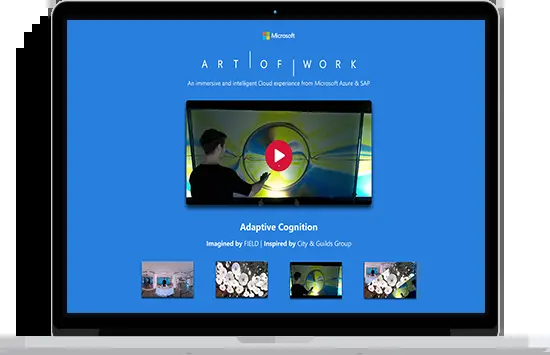 Microsoft
ART OF WORK
An immersive and intelligent Cloud experience from Microsoft Azure & SAP
Adaptive Cognition
Imagined by FIELD | Inspired by City & Guilds Group